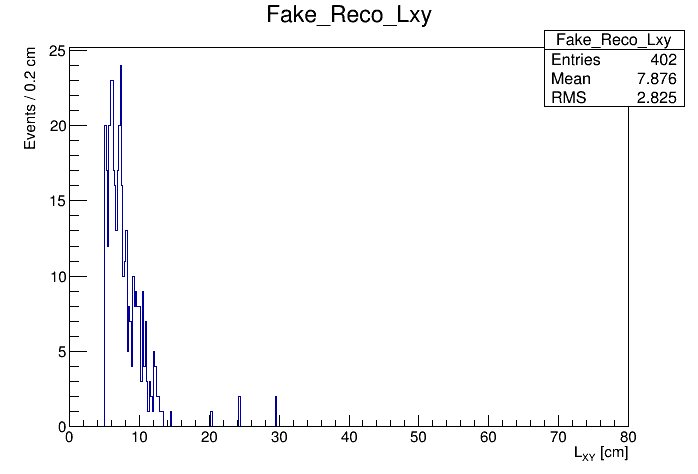 Fake_Reco_Lxy
Fake_Reco_Lxy
Entries 402
Mean 7.876
RMS 2.825
Events / 0.2 cm
25
20
15
10
5
0
0 10 20 30 40 50 60 70 80
L_XY [cm]